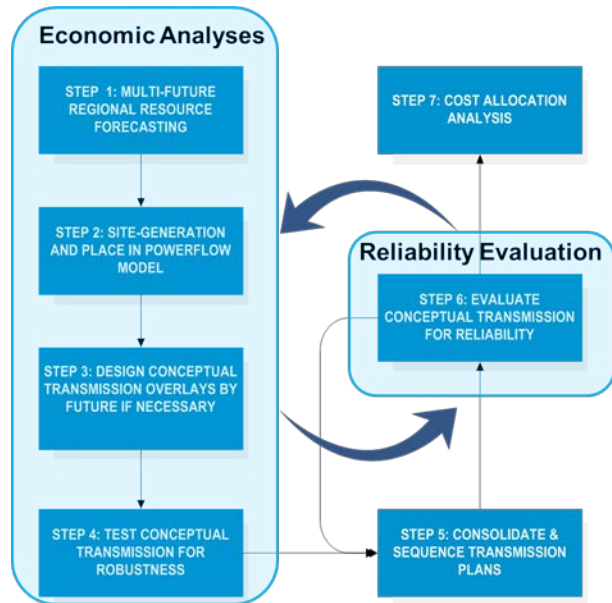 Economic Analyses
STEP 1: MULTI-FUTURE
REGIONAL RESOURCE
FORECASTING
STEP 2: SITE-GENERATION
AND PLACE IN POWERFLOW
MODEL
STEP 3: DESIGN CONCEPTUAL
TRANSMISSION OVERLAYS BY
FUTURE IF NECESSARY
STEP 4: TEST CONCEPTUAL
TRANSMISSION FOR
ROBUSTNESS
STEP 7: COST ALLOCATION
ANALYSIS
Reliability Evaluation
STEP 6: EVALUATE
CONCEPTUAL TRANSMISSION
FOR RELIABILITY
STEP 5: CONSOLIDATE &
SEQUENCE TRANSMISSION
PLANS